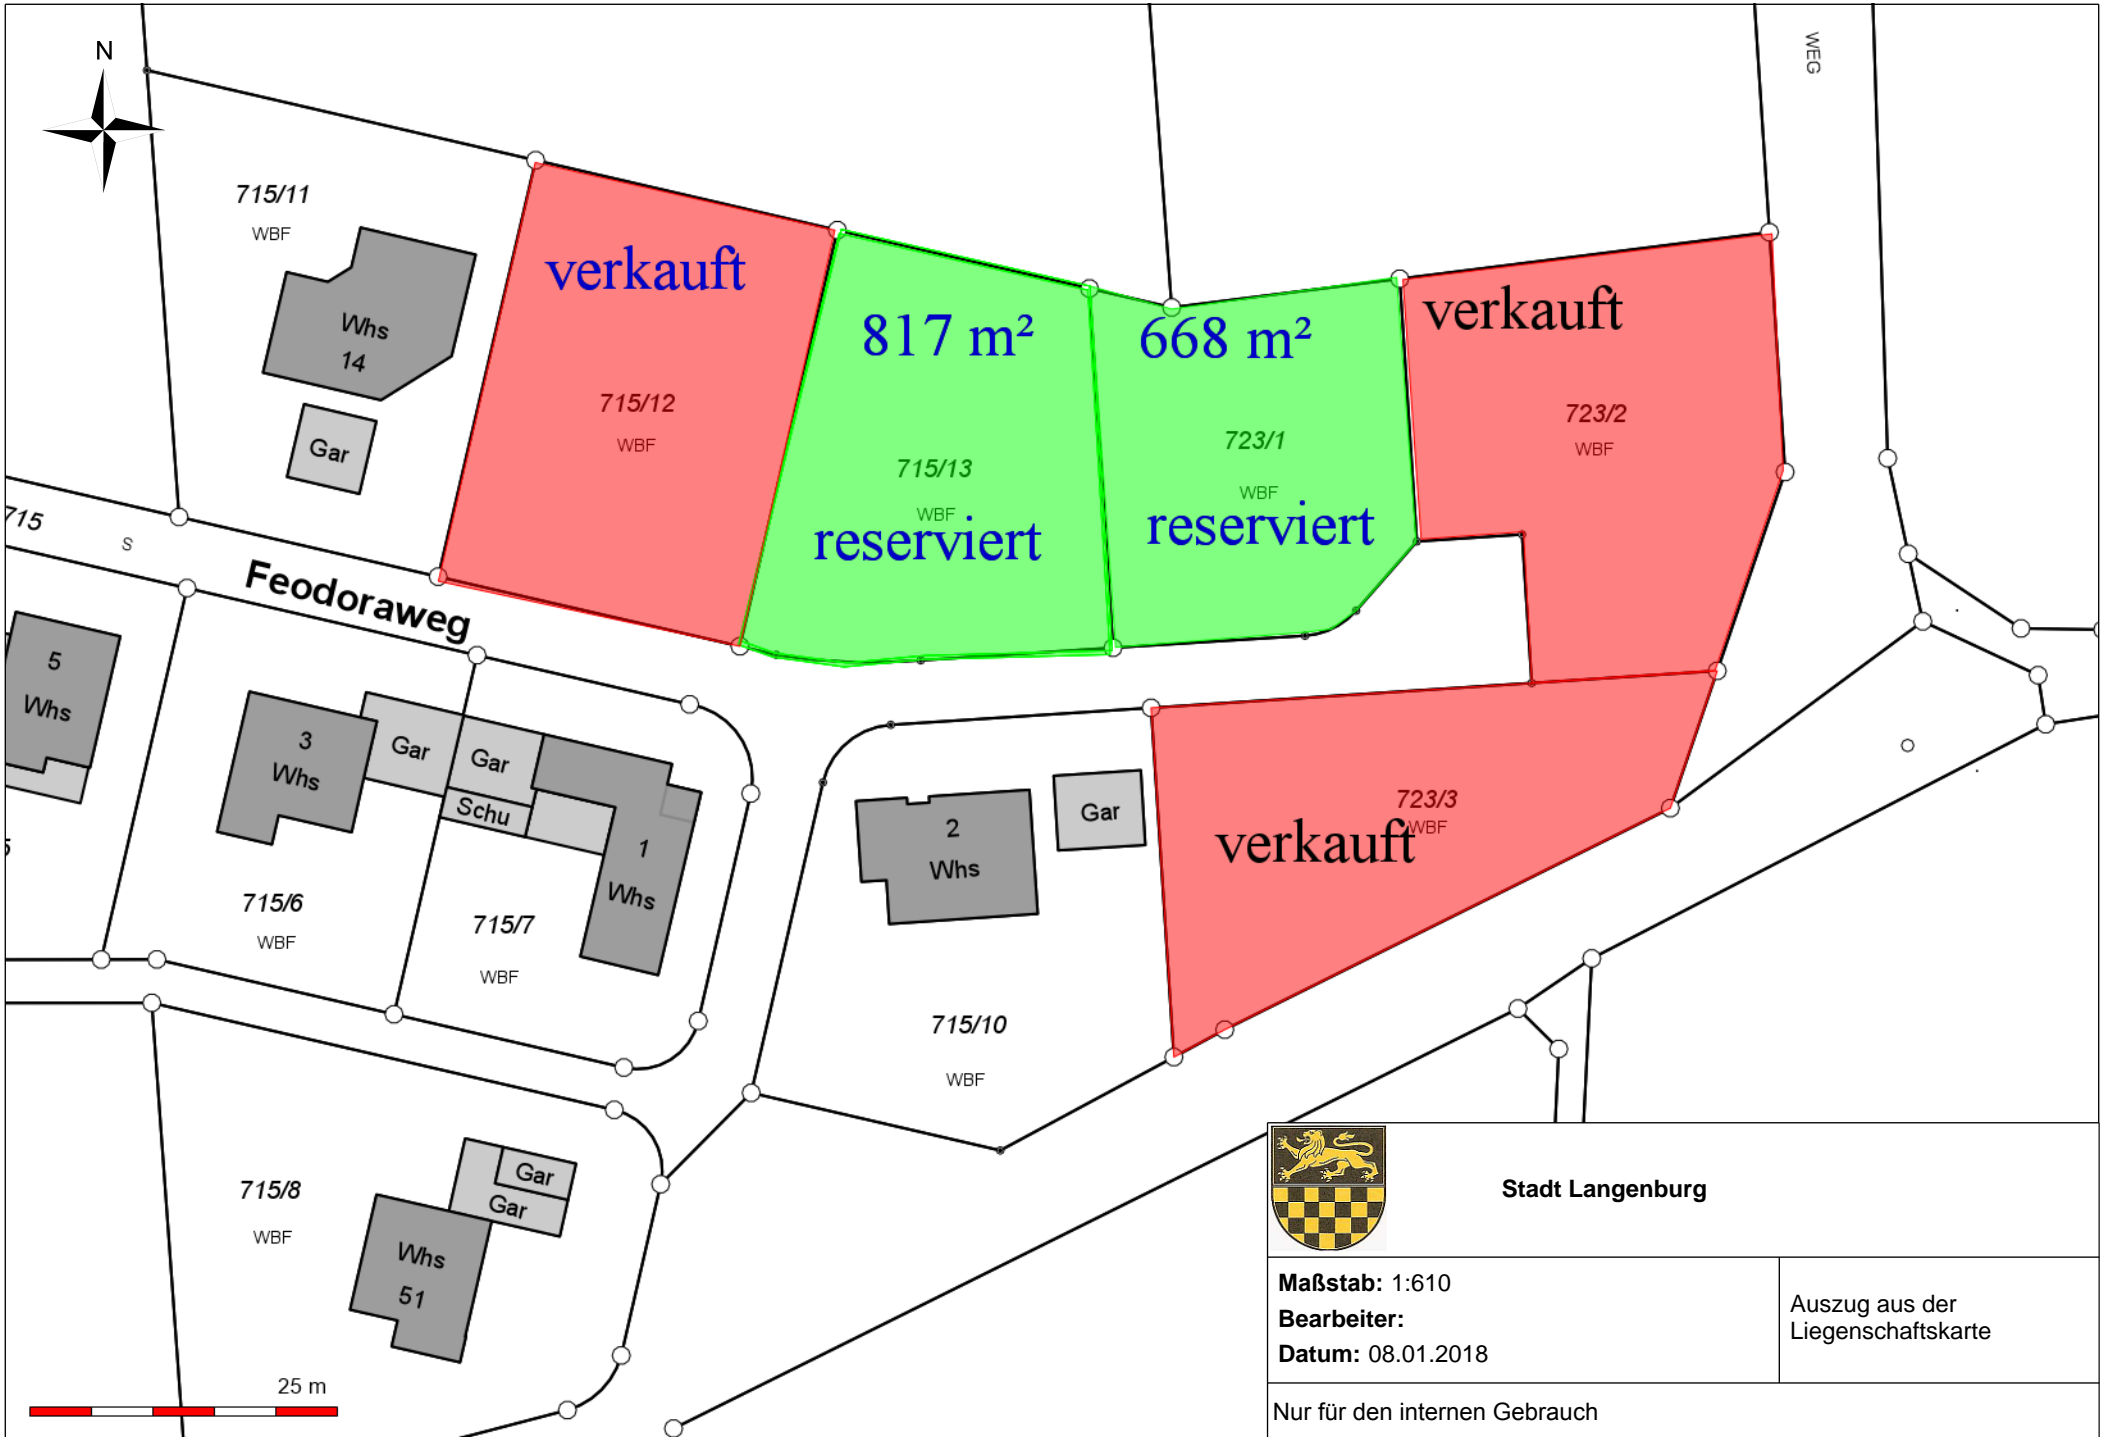 N
WEG
715/11
WBF
Whs
14
Gar
verkauft
715/12
WBF
817 m²
715/13
WBF
reserviert
668 m²
723/1
WBF
reserviert
verkauft
723/2
WBF
715
S
Feodoraweg
5
Whs
3
Whs
Gar
Gar
Schu
1
Whs
715/6
WBF
715/7
WBF
2
Whs
Gar
723/3
WBF
verkauft
715/10
WBF
715/8
WBF
Gar
Gar
Whs
51
25 m
Stadt Langenburg
Maßstab: 1:610
Bearbeiter:
Datum: 08.01.2018
Auszug aus der
Liegenschaftskarte
Nur für den internen Gebrauch